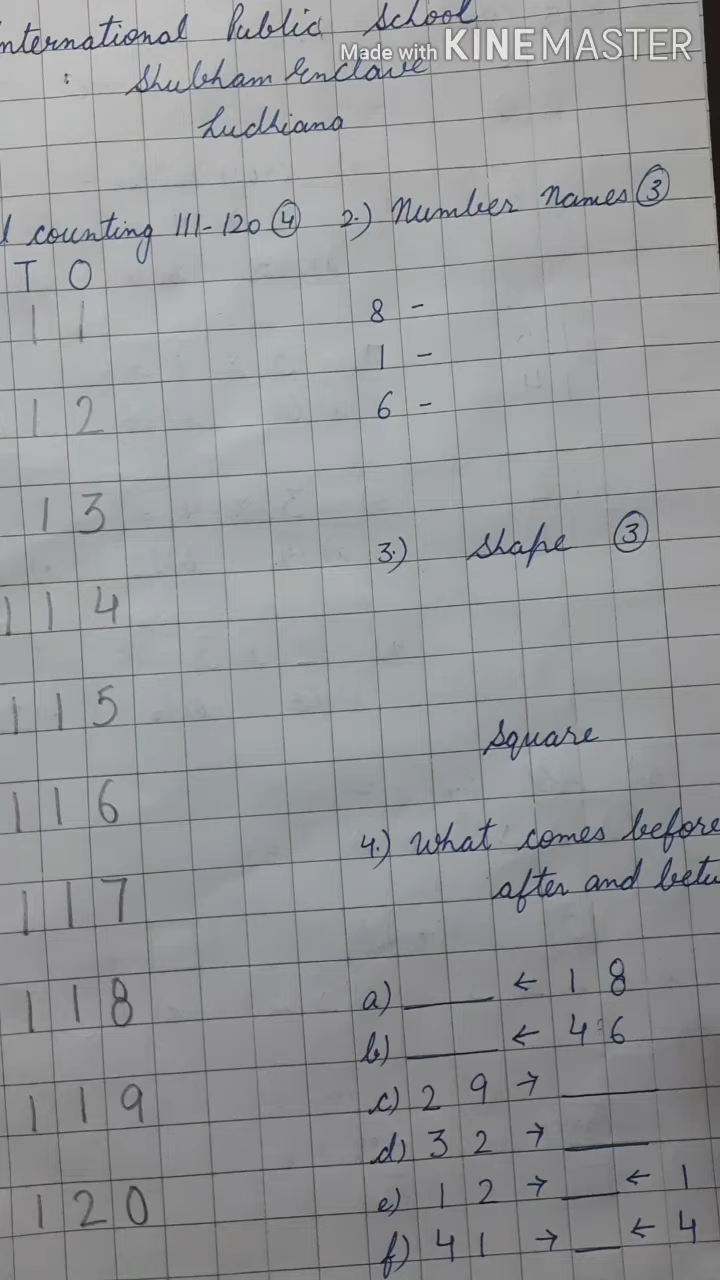 nternational Public School
Made with KINEMASTER
: Shubham Enclave
Ludhiana
counting 111-120 ④ 2.) Number Names ③
T O
1 1
8 -
1 -
1 2
6 -
1 3
3.) Shape ③
1 1 4
1 1 5
Square
1 1 6
4.) What comes before
after and betw
1 1 7
1 1 8
a) ____ ← 1 8
b) ____ ← 4 6
1 1 9
c) 2 9 → ____
d) 3 2 → ____
1 2 0
e) 1 2 → ___ ← 1
f) 4 1 → ___ ← 4